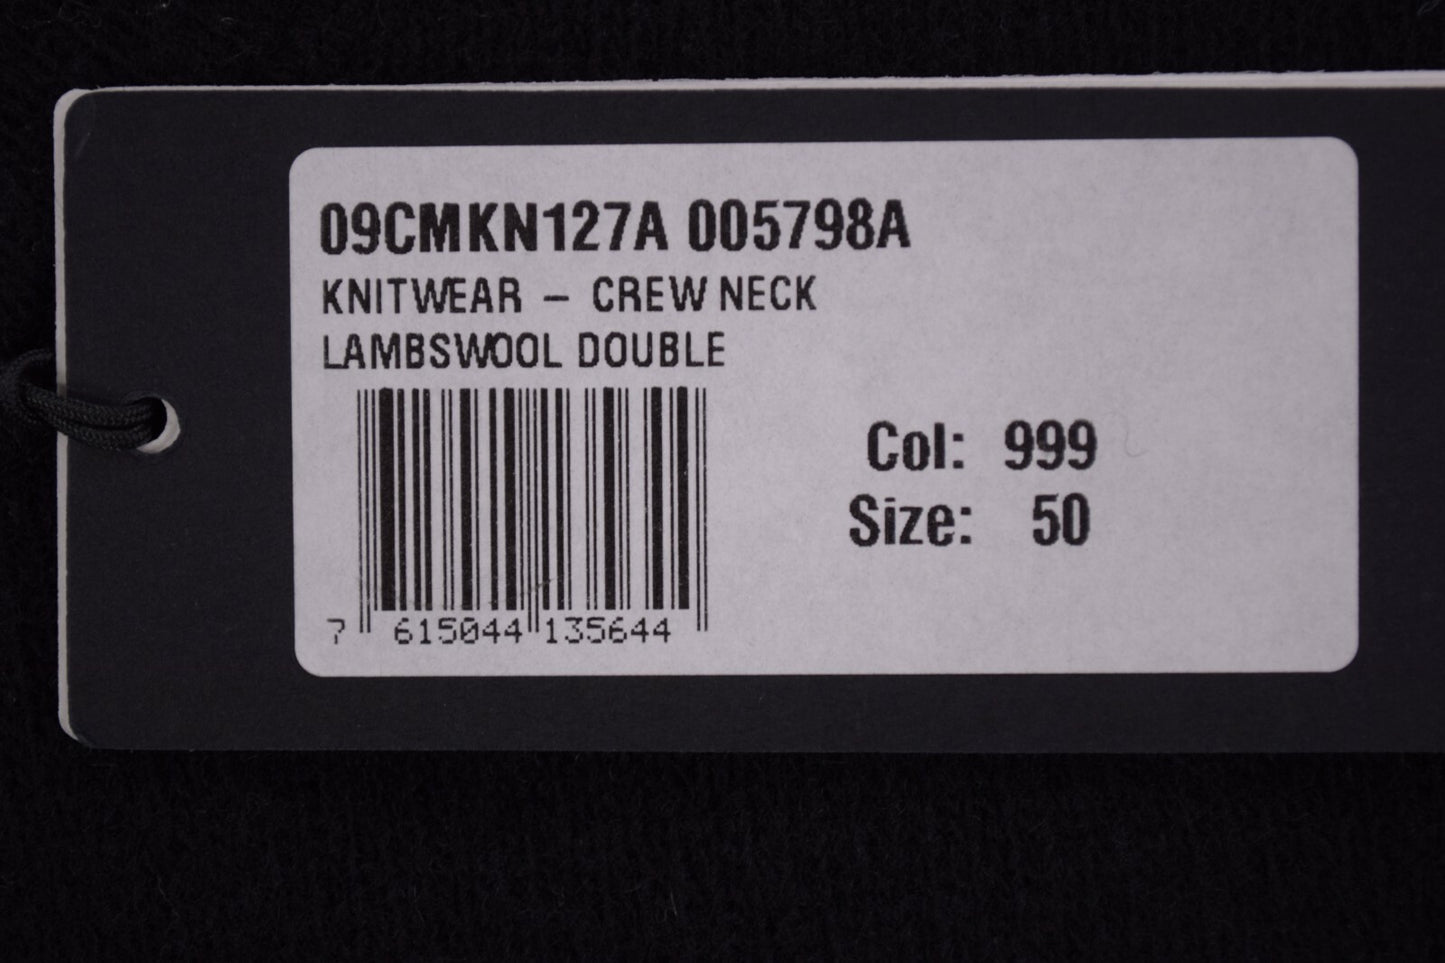 09CMKN127A 005798A
KNITWEAR - CREW NECK
LAMBSWOOL DOUBLE
Col: 999
Size: 50
7 615044 135644